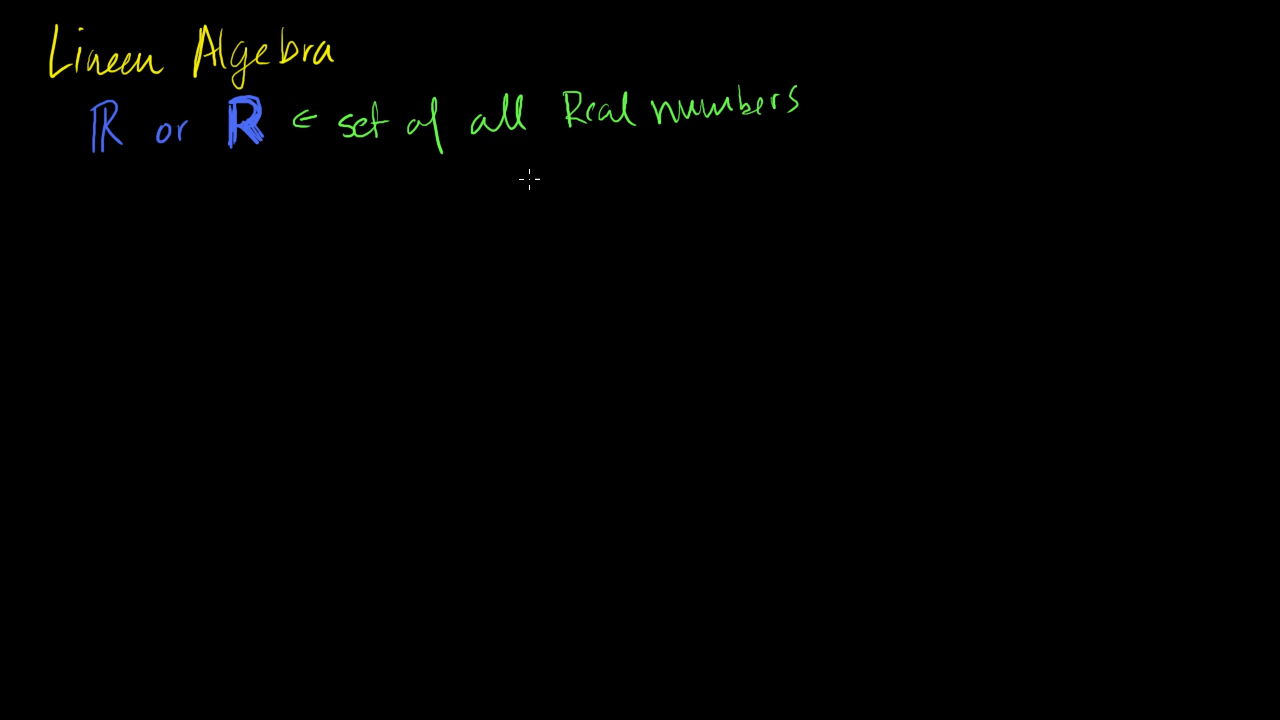 Linear Algebra
ℝ or 𝐑 ← set of all Real numbers